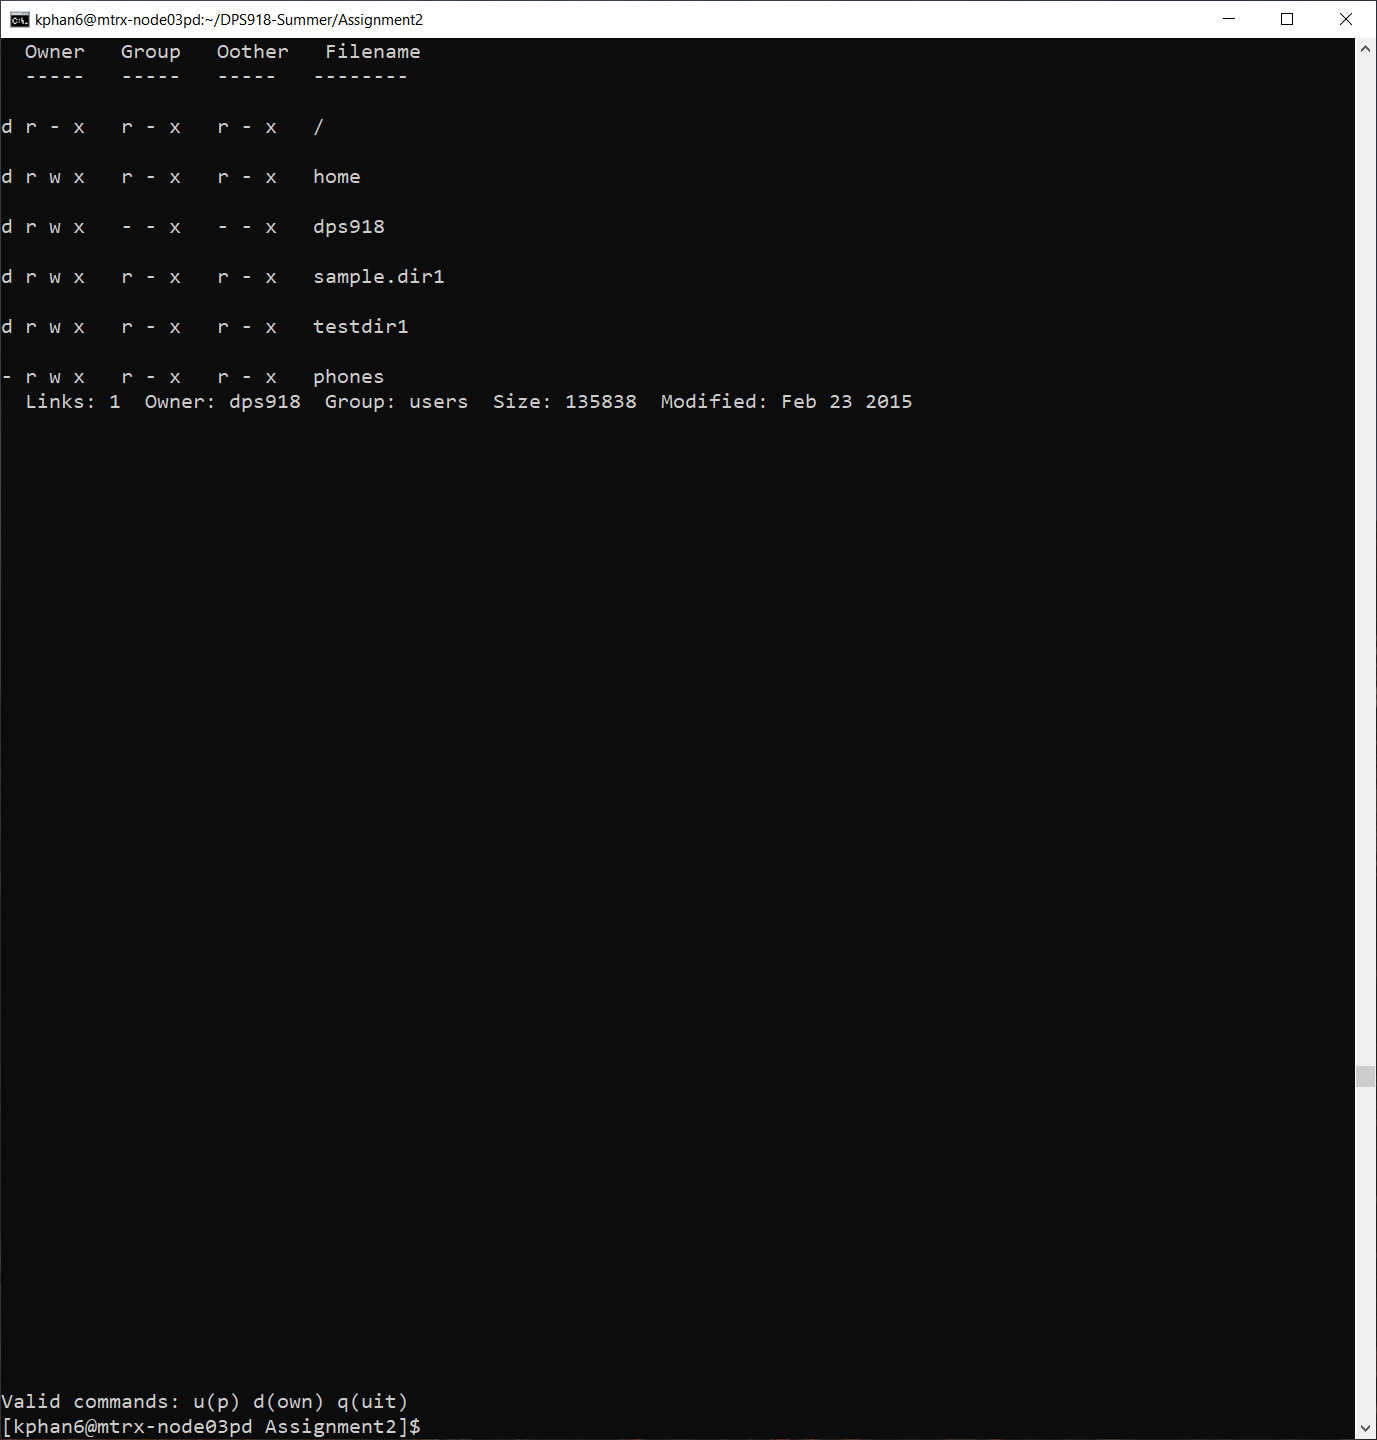 kphan6@mtrx-node03pd:~/DPS918-Summer/Assignment2
  Owner   Group   Oother   Filename
  -----   -----   -----   --------
d r - x   r - x   r - x   /
d r w x   r - x   r - x   home
d r w x   - - x   - - x   dps918
d r w x   r - x   r - x   sample.dir1
d r w x   r - x   r - x   testdir1
- r w x   r - x   r - x   phones
  Links: 1  Owner: dps918  Group: users  Size: 135838  Modified: Feb 23 2015
Valid commands: u(p) d(own) q(uit)
[kphan6@mtrx-node03pd Assignment2]$